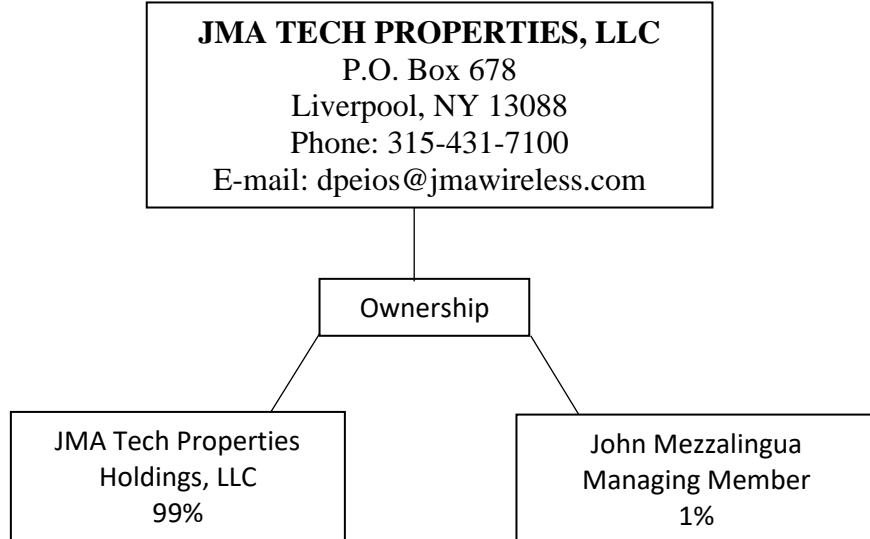 JMA TECH PROPERTIES, LLC
P.O. Box 678
Liverpool, NY 13088
Phone: 315-431-7100
E-mail: dpeios@jmawireless.com
Ownership
JMA Tech Properties
Holdings, LLC
99%
John Mezzalingua
Managing Member
1%